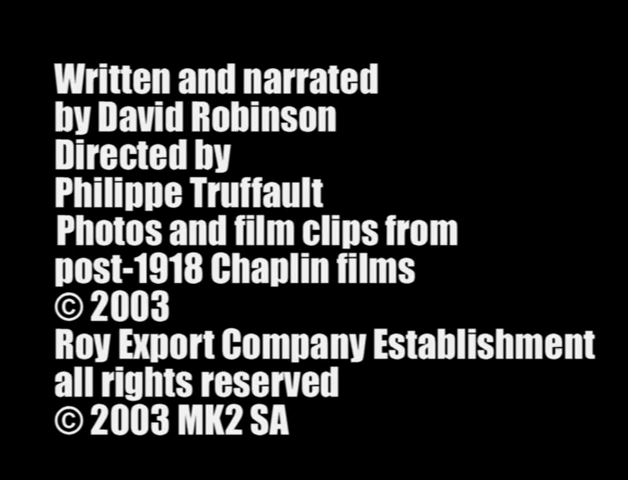 Written and narrated
by David Robinson
Directed by
Philippe Truffault
Photos and film clips from
post-1918 Chaplin films
© 2003
Roy Export Company Establishment
all rights reserved
© 2003 MK2 SA